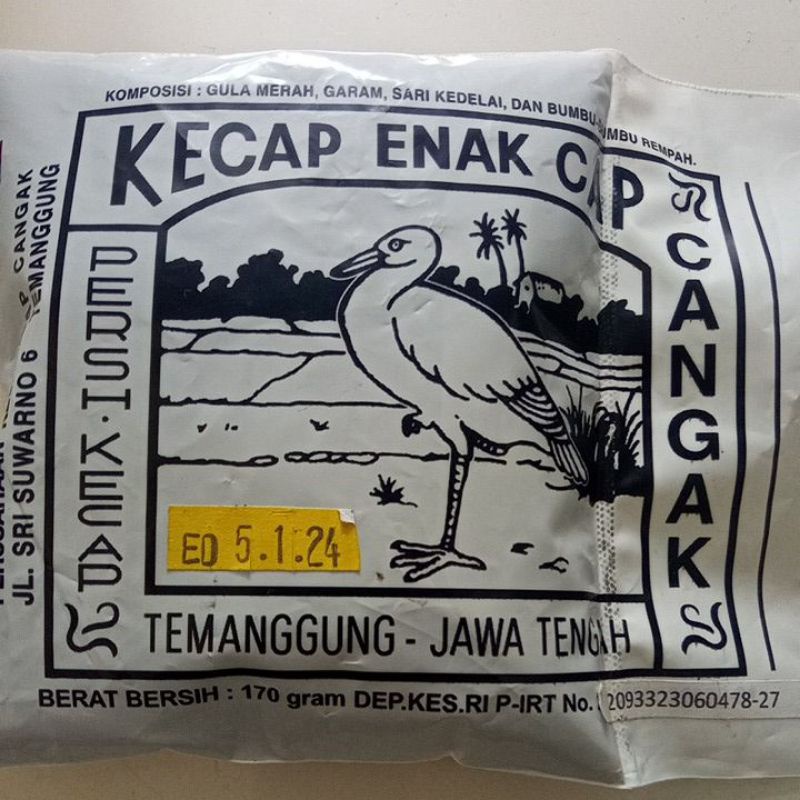 KOMPOSISI : GULA MERAH, GARAM, SARI KEDELAI, DAN BUMBU-BUMBU REMPAH.
KECAP ENAK CAP
CANGAK
PERSH. KECAP
CANGAK
JL. SRI SUWARNO 6 TEMANGGUNG
ED 5.1.24
TEMANGGUNG - JAWA TENGAH
BERAT BERSIH : 170 gram DEP.KES.RI P-IRT No. 2093323060478-27